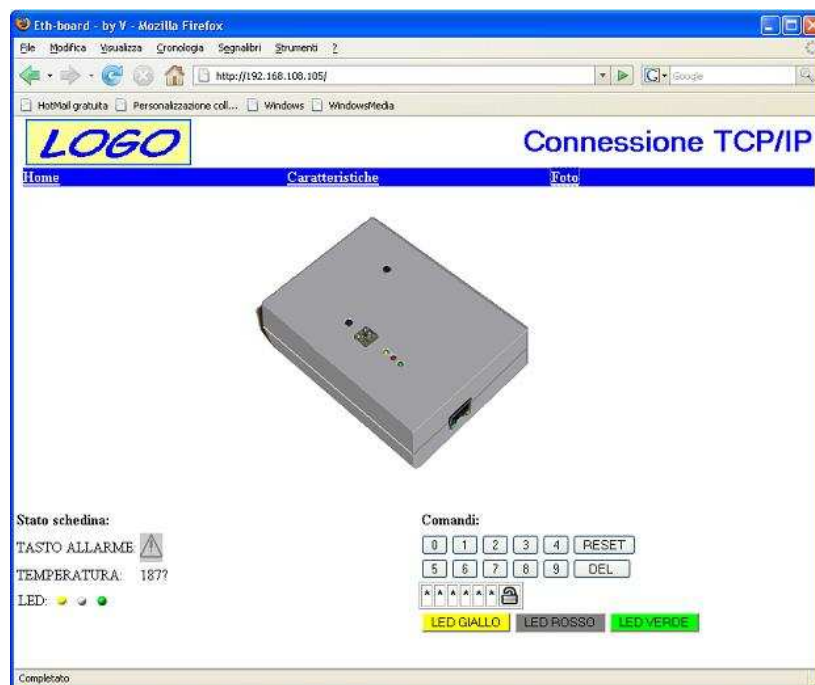 Eth-board - by V - Mozilla Firefox
File Modifica Visualizza Cronologia Segnalibri Strumenti ?
http://192.168.108.105/ G Google
HotMail gratuita Personalizzazione coll... Windows WindowsMedia
LOGO Connessione TCP/IP
Home Caratteristiche Foto
Stato schedina: Comandi:
TASTO ALLARME: 0 1 2 3 4 RESET
TEMPERATURA: 187? 5 6 7 8 9 DEL
LED: * * * * * *
LED GIALLO LED ROSSO LED VERDE
Completato